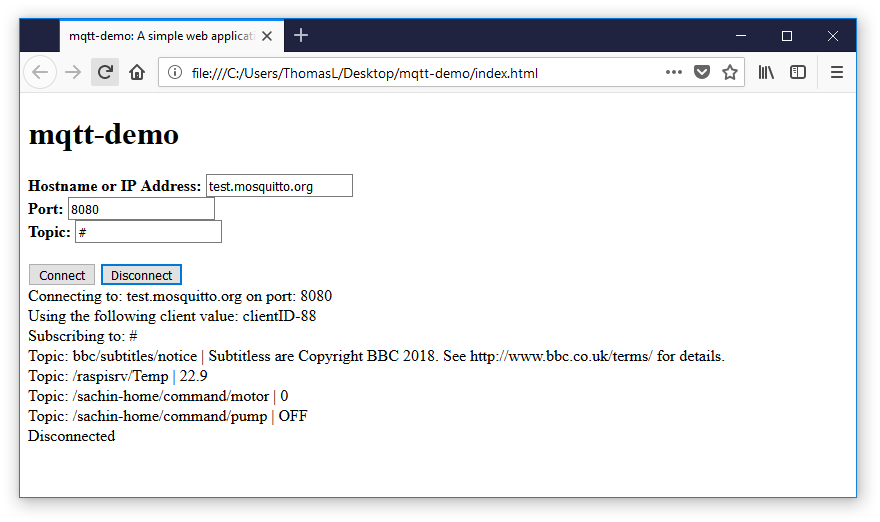 mqtt-demo: A simple web applicati
file:///C:/Users/ThomasL/Desktop/mqtt-demo/index.html
mqtt-demo
Hostname or IP Address: test.mosquitto.org
Port: 8080
Topic: #
Connect Disconnect
Connecting to: test.mosquitto.org on port: 8080
Using the following client value: clientID-88
Subscribing to: #
Topic: bbc/subtitles/notice | Subtitless are Copyright BBC 2018. See http://www.bbc.co.uk/terms/ for details.
Topic: /raspisrv/Temp | 22.9
Topic: /sachin-home/command/motor | 0
Topic: /sachin-home/command/pump | OFF
Disconnected